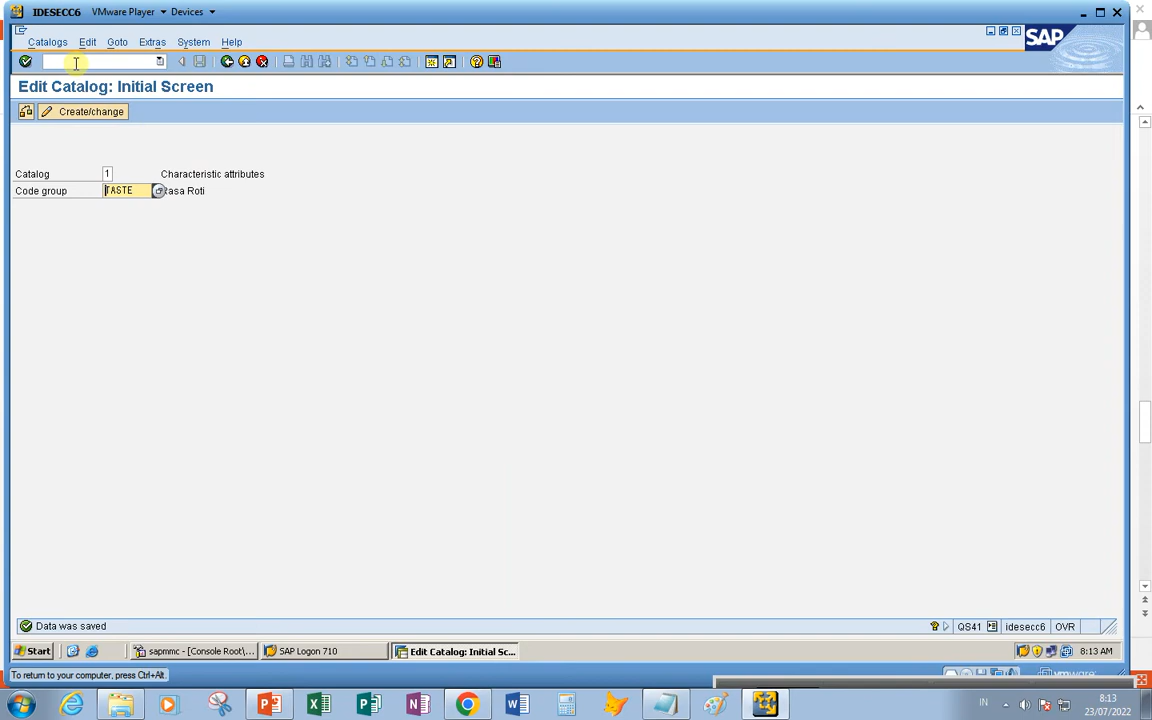 IDESECC6 VMware Player Devices
Catalogs Edit Goto Extras System Help
SAP
Edit Catalog: Initial Screen
Create/change
Catalog 1 Characteristic attributes
Code group TASTE Rasa Roti
Data was saved
QS41 idesecc6 OVR
Start sapmmc - [Console Root\... SAP Logon 710 Edit Catalog: Initial Sc... 8:13 AM
To return to your computer, press Ctrl+Alt.
vmware
IN 8:13
23/07/2022